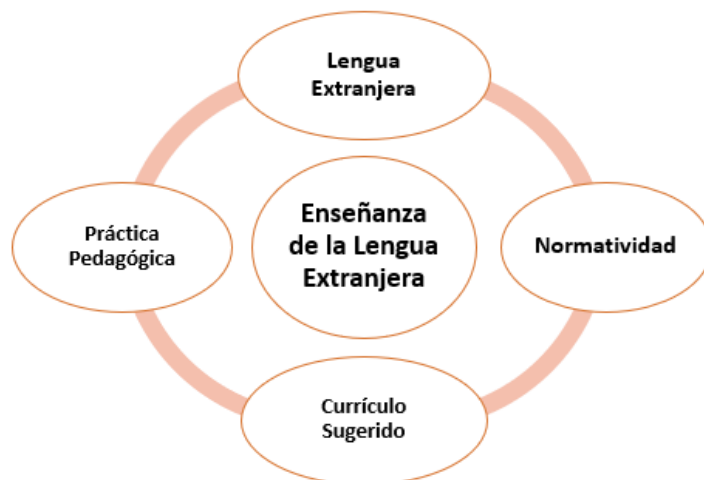 Lengua
Extranjera
Práctica
Pedagógica
Enseñanza
de la Lengua
Extranjera
Normatividad
Currículo
Sugerido